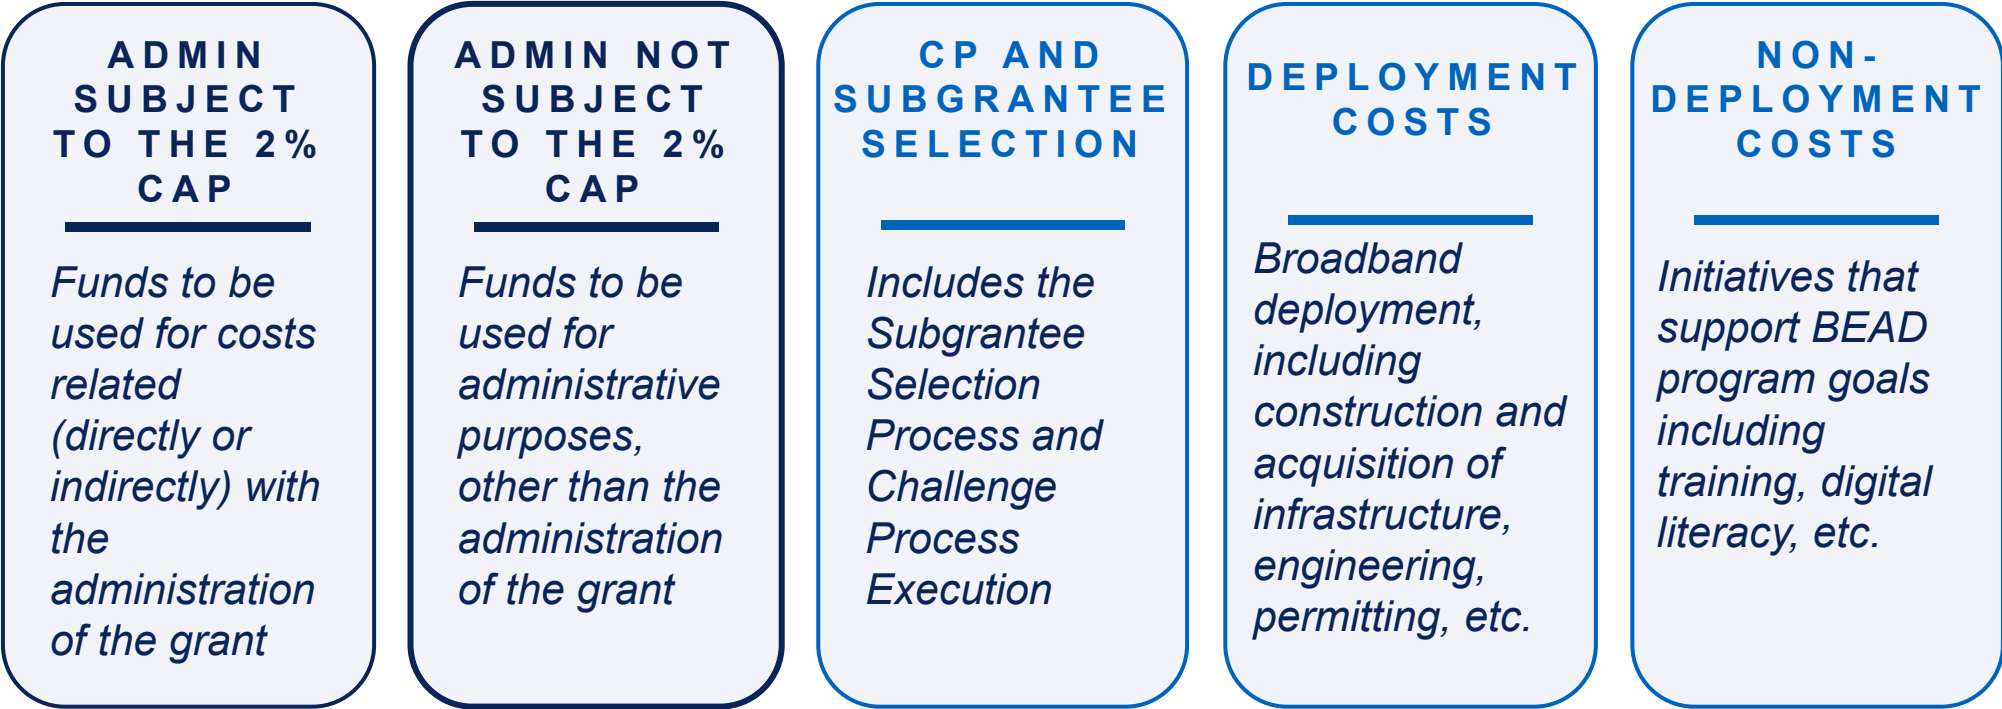 ADMIN
SUBJECT
TO THE 2%
CAP
Funds to be
used for costs
related
(directly or
indirectly) with
the
administration
of the grant
ADMIN NOT
SUBJECT
TO THE 2%
CAP
Funds to be
used for
administrative
purposes,
other than the
administration
of the grant
CP AND
SUBGRANTEE
SELECTION
Includes the
Subgrantee
Selection
Process and
Challenge
Process
Execution
DEPLOYMENT
COSTS
Broadband
deployment,
including
construction and
acquisition of
infrastructure,
engineering,
permitting, etc.
NON-
DEPLOYMENT
COSTS
Initiatives that
support BEAD
program goals
including
training, digital
literacy, etc.